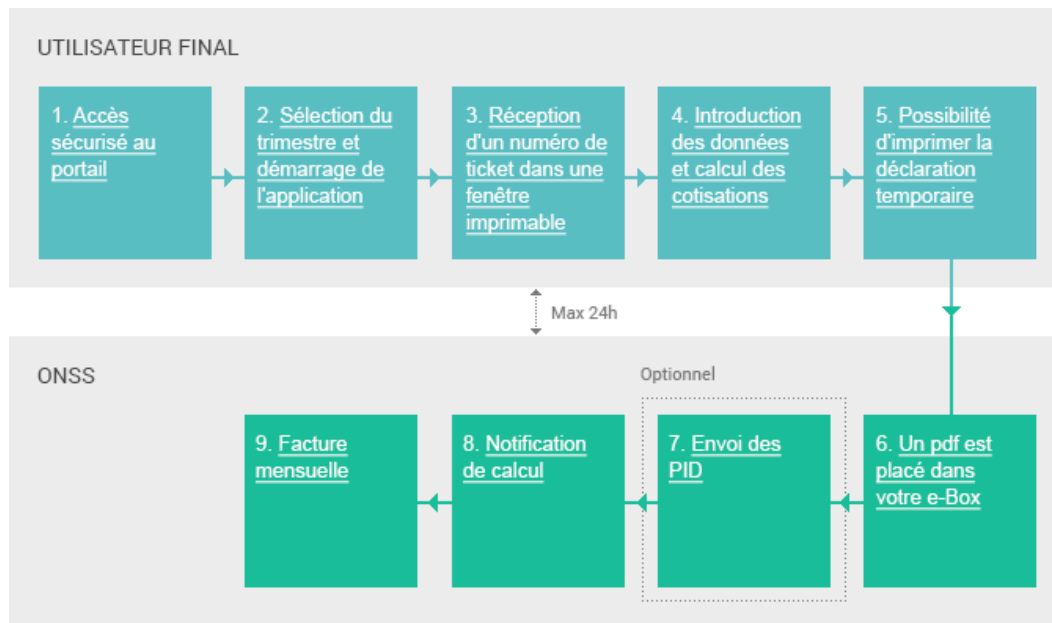 UTILISATEUR FINAL
1. Accès
sécurisé au
portail
2. Sélection du
trimestre et
démarrage de
l'application
3. Réception
d'un numéro de
ticket dans une
fenêtre
imprimable
4. Introduction
des données
et calcul des
cotisations
5. Possibilité
d'imprimer la
déclaration
temporaire
Max 24h
ONSS
Optionnel
6. Un pdf est
placé dans
votre e-Box
7. Envoi des
PID
8. Notification
de calcul
9. Facture
mensuelle